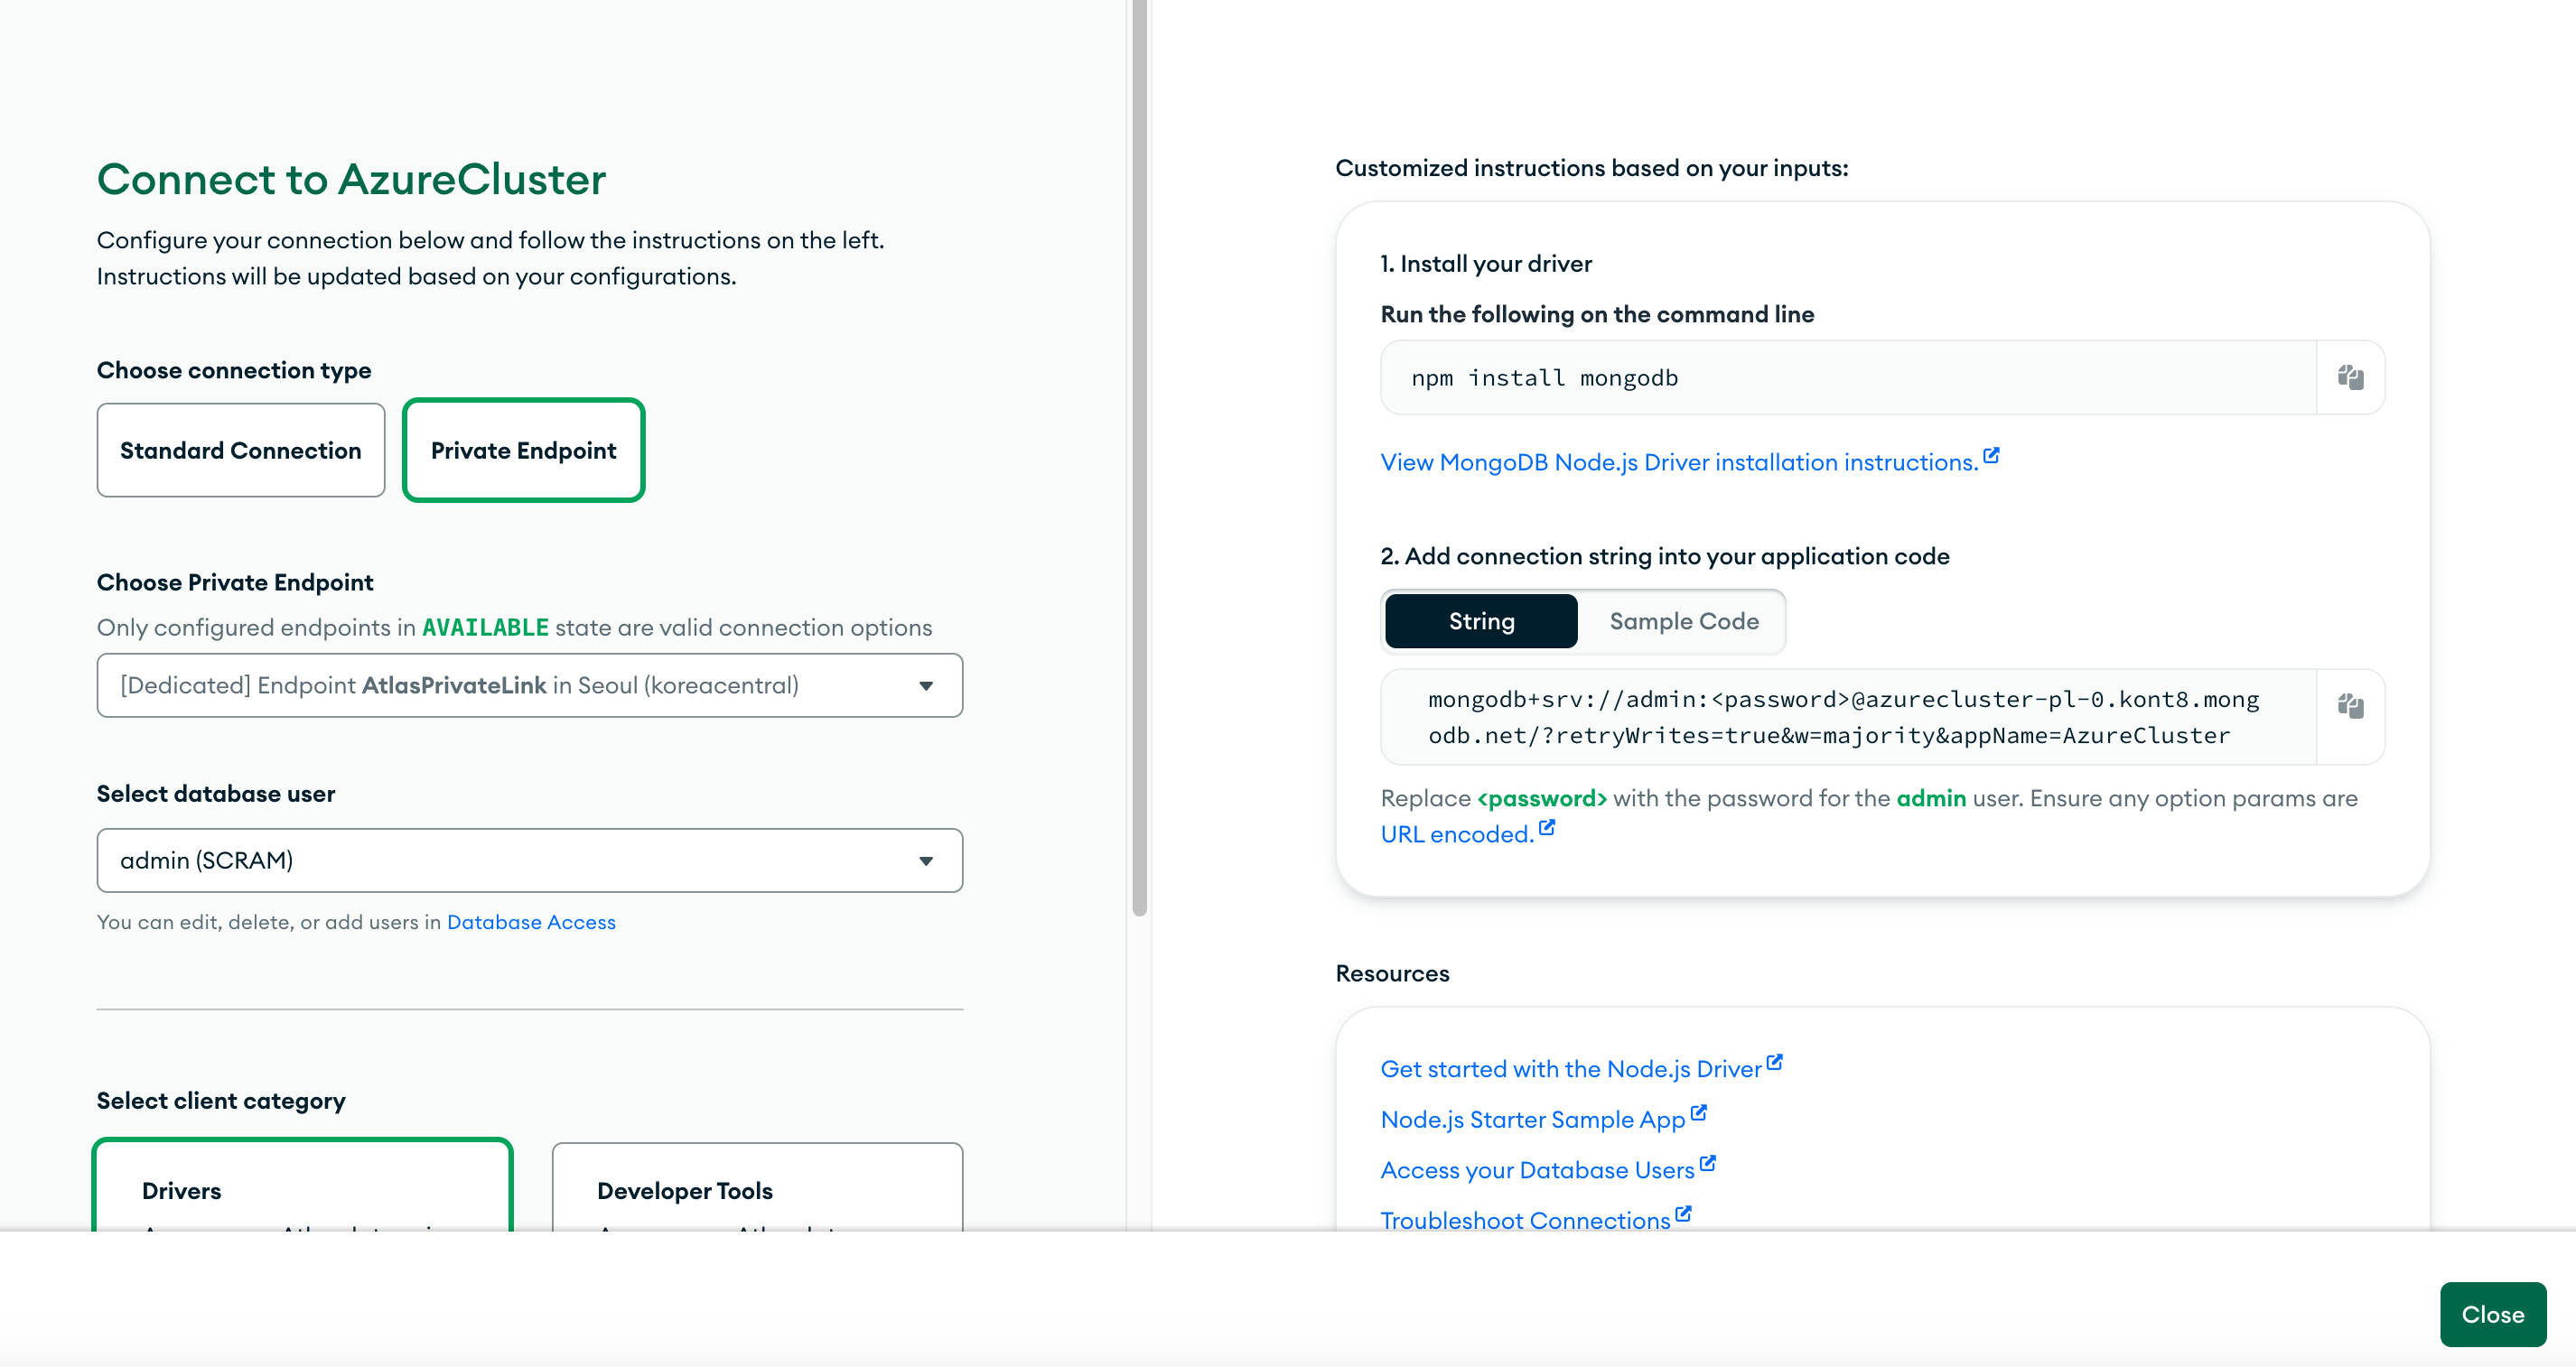 Connect to AzureCluster
Configure your connection below and follow the instructions on the left.
Instructions will be updated based on your configurations.
Choose connection type
Standard Connection
Private Endpoint
Choose Private Endpoint
Only configured endpoints in AVAILABLE state are valid connection options
[Dedicated] Endpoint AtlasPrivateLink in Seoul (koreacentral)
Select database user
admin (SCRAM)
You can edit, delete, or add users in Database Access
Select client category
Drivers
Developer Tools
Customized instructions based on your inputs:
1. Install your driver
Run the following on the command line
npm install mongodb
View MongoDB Node.js Driver installation instructions.
2. Add connection string into your application code
String
Sample Code
mongodb+srv://admin:<password>@azurecluster-pl-0.kont8.mong
odb.net/?retryWrites=true&w=majority&appName=AzureCluster
Replace <password> with the password for the admin user. Ensure any option params are
URL encoded.
Resources
Get started with the Node.js Driver
Node.js Starter Sample App
Access your Database Users
Troubleshoot Connections
Close